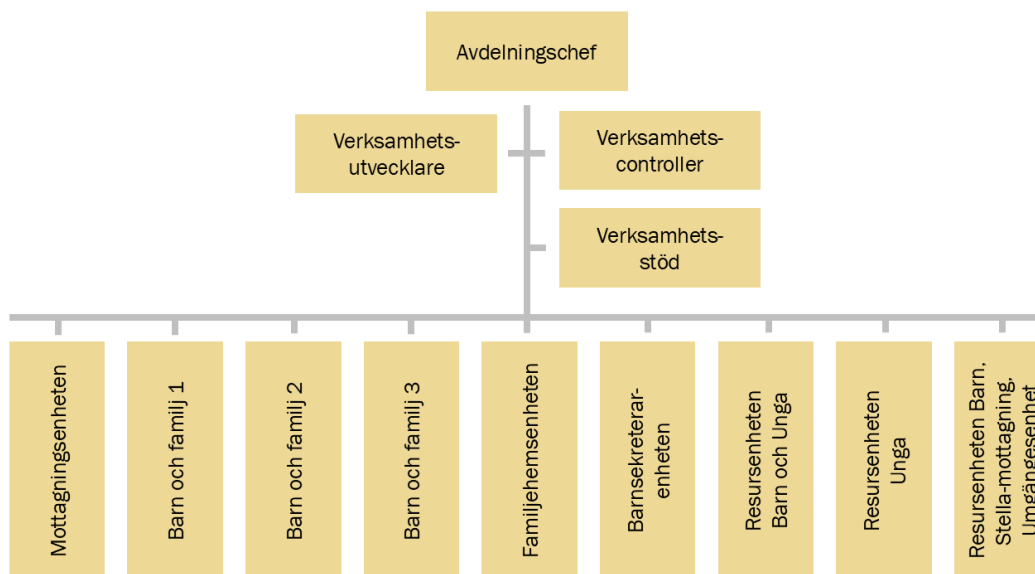 Avdelningschef
Verksamhets-
utvecklare
Verksamhets-
controller
Verksamhets-
stöd
Mottagningsenheten
Barn och familj 1
Barn och familj 2
Barn och familj 3
Familjehemsenheten
Barnsekreterar-
enheten
Resursenheten
Barn och Unga
Resursenheten
Unga
Resursenheten Barn,
Stella-mottagning,
Umgängesenhet